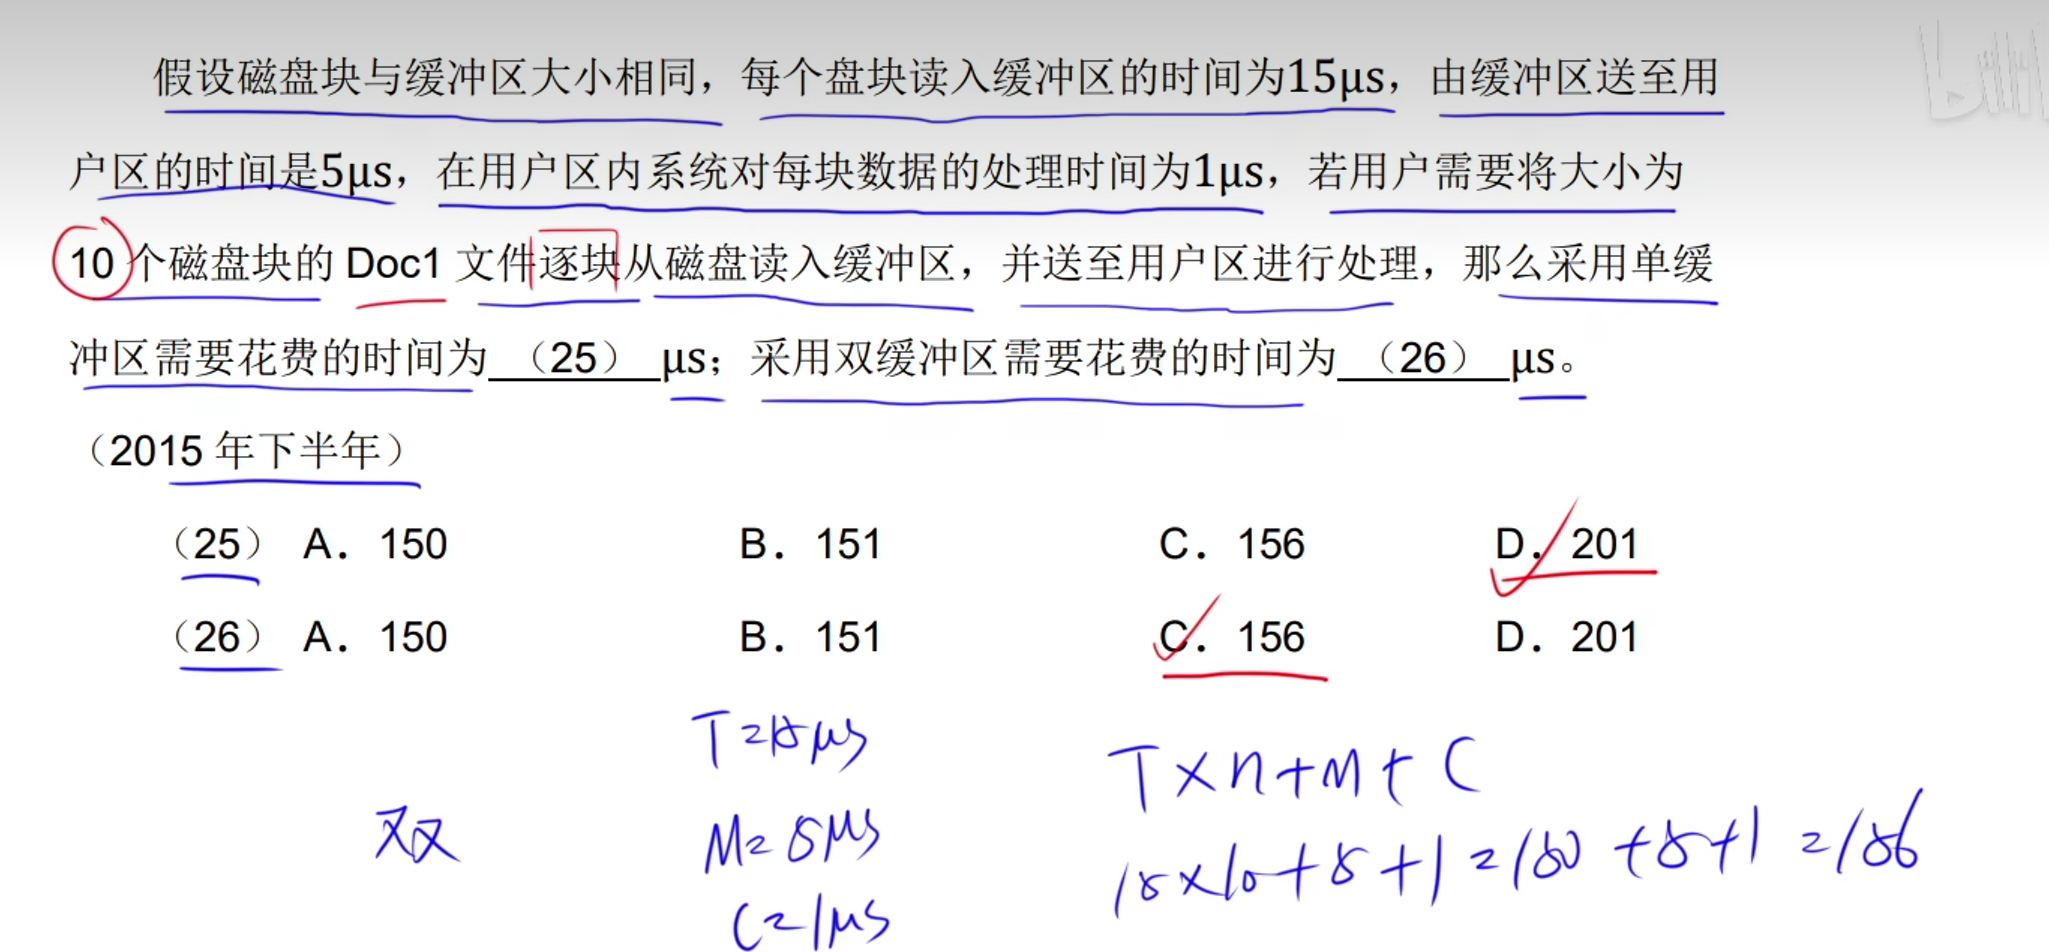 假设磁盘块与缓冲区大小相同，每个盘块读入缓冲区的时间为15μs，由缓冲区送至用
户区的时间是5μs，在用户区内系统对每块数据的处理时间为1μs，若用户需要将大小为
10个磁盘块的 Doc1 文件逐块从磁盘读入缓冲区，并送至用户区进行处理，那么采用单缓
冲区需要花费的时间为 （25） μs；采用双缓冲区需要花费的时间为 （26） μs。
（2015 年下半年）
（25） A．150 B．151 C．156 D．201
（26） A．150 B．151 C．156 D．201
T=15μs
T×n+M+C
双
M=5μs
15×10+5+1=150+5+1=156
C=1μs
bilibili